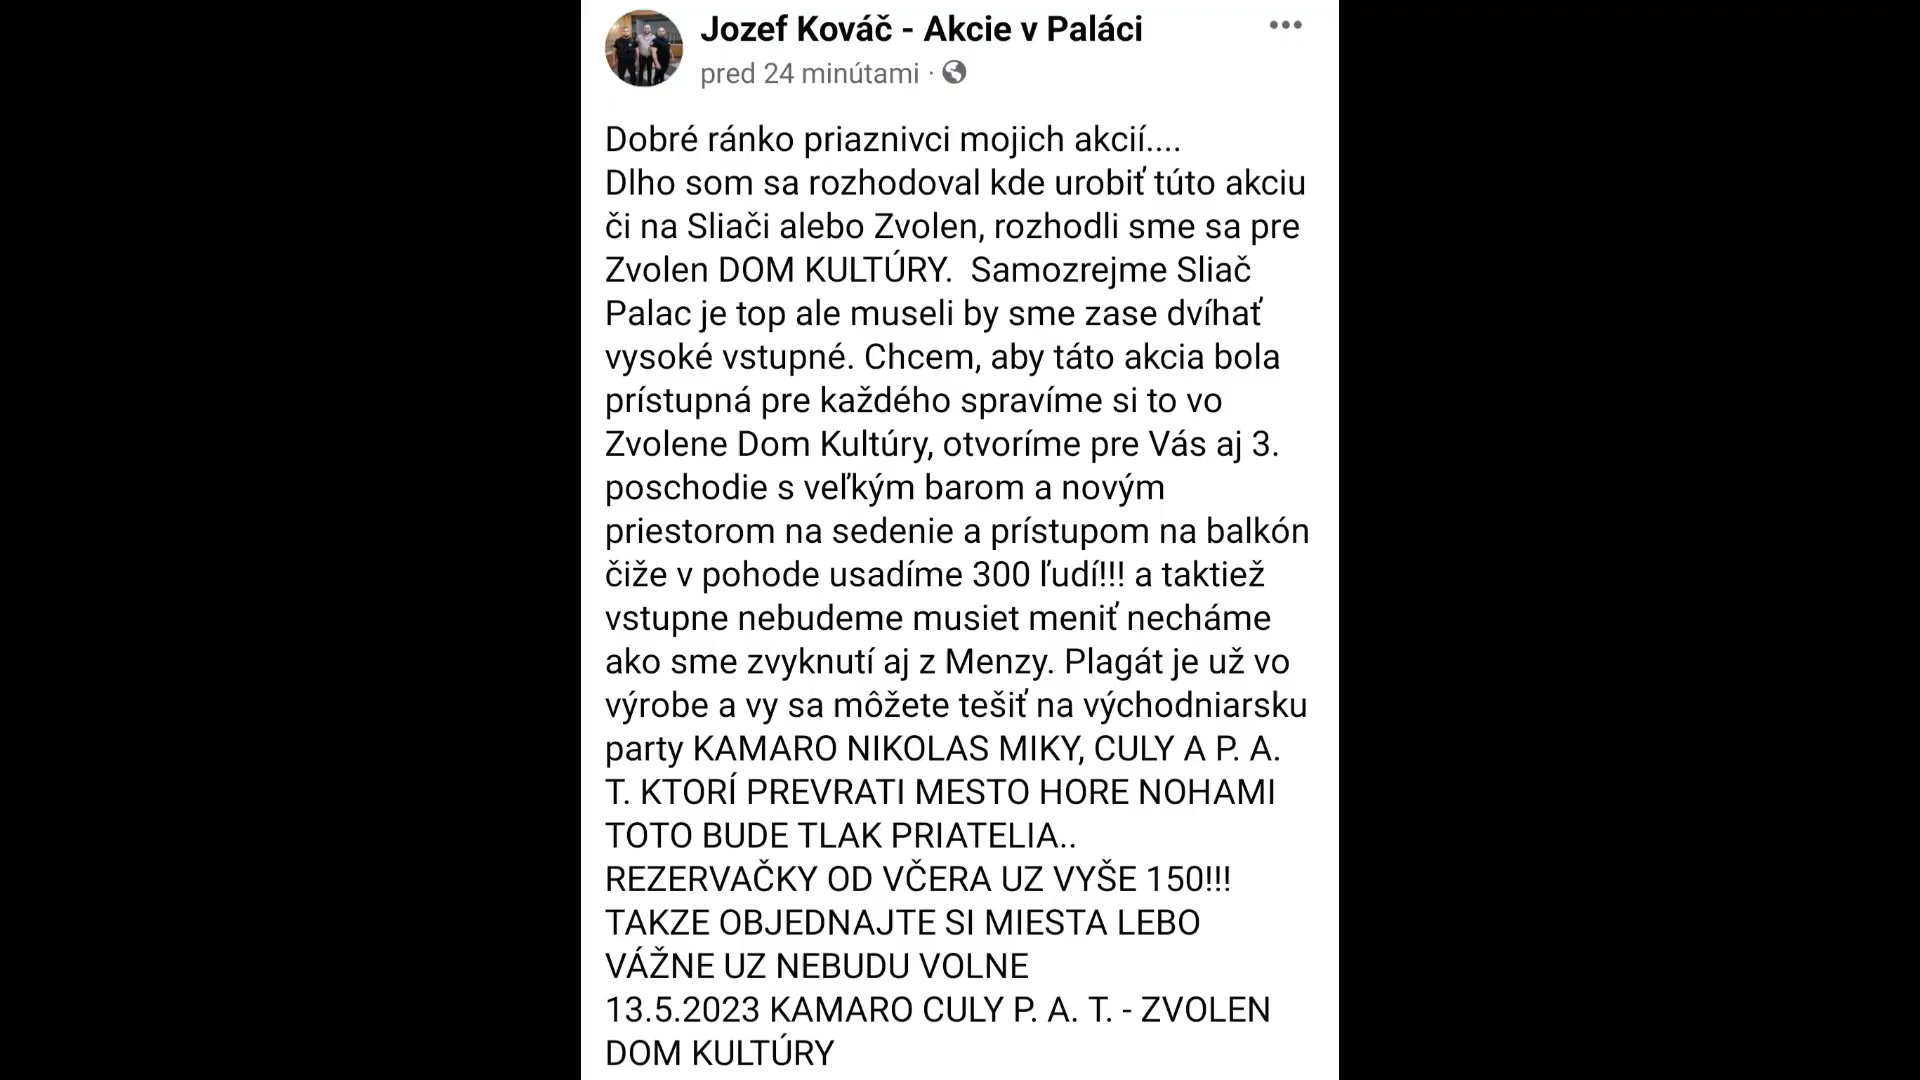 Jozef Kováč - Akcie v Paláci
pred 24 minútami ·
Dobré ránko priaznivci mojich akcií....
Dlho som sa rozhodoval kde urobiť túto akciu
či na Sliači alebo Zvolen, rozhodli sme sa pre
Zvolen DOM KULTÚRY.  Samozrejme Sliač
Palac je top ale museli by sme zase dvíhať
vysoké vstupné. Chcem, aby táto akcia bola
prístupná pre každého spravíme si to vo
Zvolene Dom Kultúry, otvoríme pre Vás aj 3.
poschodie s veľkým barom a novým
priestorom na sedenie a prístupom na balkón
čiže v pohode usadíme 300 ľudí!!! a taktiež
vstupne nebudeme musiet meniť necháme
ako sme zvyknutí aj z Menzy. Plagát je už vo
výrobe a vy sa môžete tešiť na východniarsku
party KAMARO NIKOLAS MIKY, CULY A P. A.
T. KTORÍ PREVRATI MESTO HORE NOHAMI
TOTO BUDE TLAK PRIATELIA..
REZERVAČKY OD VČERA UZ VYŠE 150!!!
TAKZE OBJEDNAJTE SI MIESTA LEBO
VÁŽNE UZ NEBUDU VOLNE
13.5.2023 KAMARO CULY P. A. T. - ZVOLEN
DOM KULTÚRY